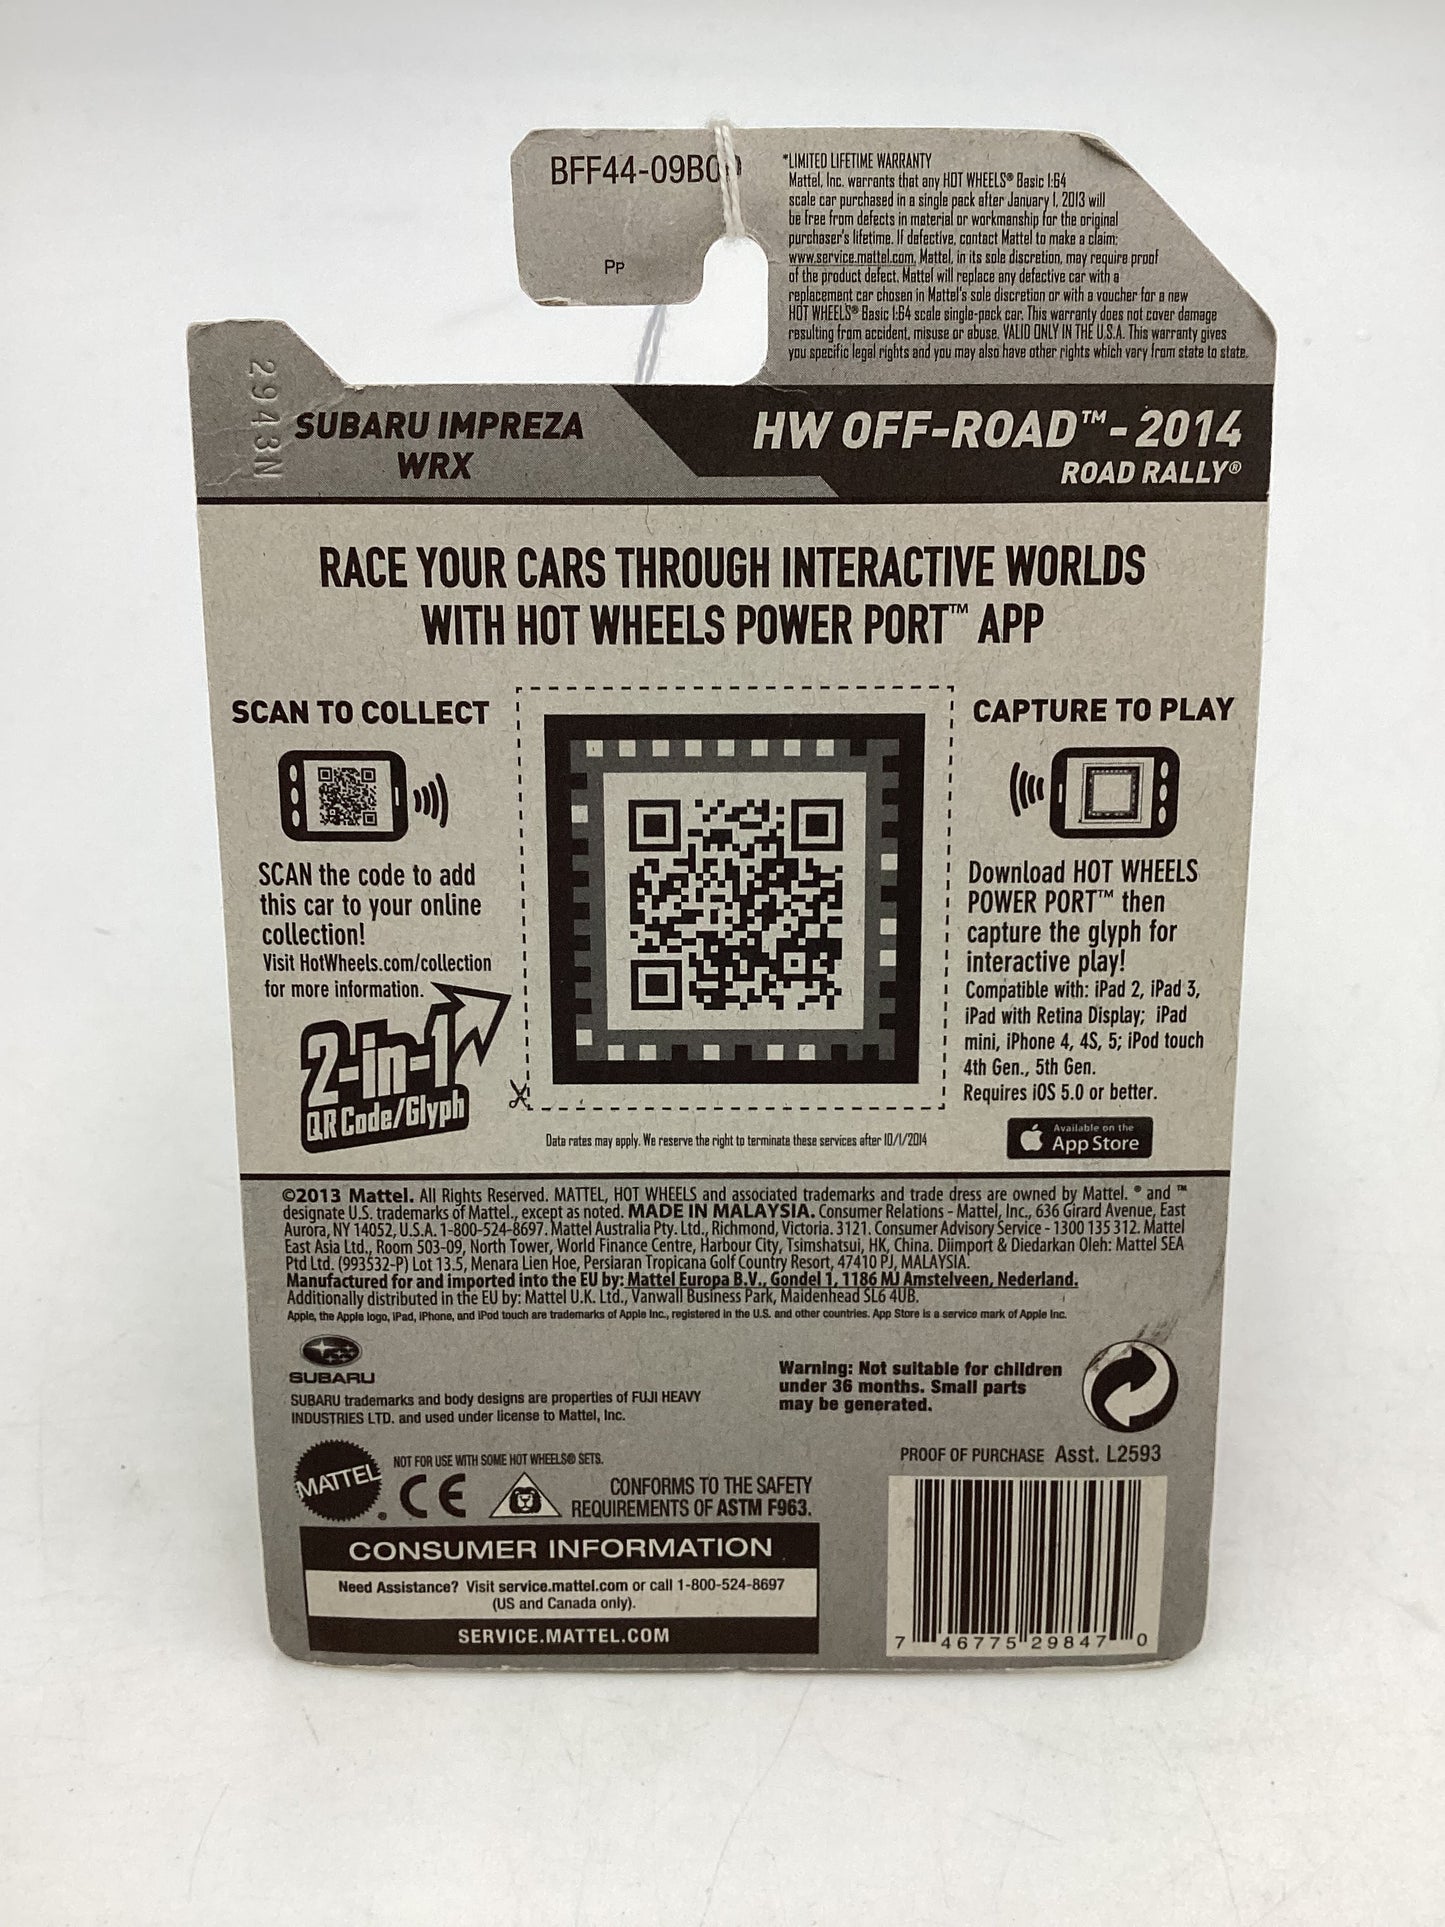 BFF44-09B0
Pp
*LIMITED LIFETIME WARRANTY
Mattel, Inc. warrants that any HOT WHEELS® Basic 1:64
scale car purchased in a single pack after January 1, 2013 will
be free from defects in material or workmanship for the original
purchaser's lifetime. If defective, contact Mattel to make a claim:
www.service.mattel.com. Mattel, in its sole discretion, may require proof
of the product defect. Mattel will replace any defective car with a
replacement car chosen in Mattel's sole discretion or with a voucher for a new
HOT WHEELS® Basic 1:64 scale single-pack car. This warranty does not cover damage
resulting from accident, misuse or abuse. VALID ONLY IN THE U.S.A. This warranty gives
you specific legal rights and you may also have other rights which vary from state to state.
2943N
SUBARU IMPREZA
WRX
HW OFF-ROAD™ - 2014
ROAD RALLY®
RACE YOUR CARS THROUGH INTERACTIVE WORLDS
WITH HOT WHEELS POWER PORT™ APP
SCAN TO COLLECT
SCAN the code to add
this car to your online
collection!
Visit HotWheels.com/collection
for more information.
2-in-1
QR Code/Glyph
CAPTURE TO PLAY
Download HOT WHEELS
POWER PORT™ then
capture the glyph for
interactive play!
Compatible with: iPad 2, iPad 3,
iPad with Retina Display; iPad
mini, iPhone 4, 4S, 5; iPod touch
4th Gen., 5th Gen.
Requires iOS 5.0 or better.
Available on the
App Store
Data rates may apply. We reserve the right to terminate these services after 10/1/2014
©2013 Mattel. All Rights Reserved. MATTEL, HOT WHEELS and associated trademarks and trade dress are owned by Mattel. ® and ™
designate U.S. trademarks of Mattel., except as noted. MADE IN MALAYSIA. Consumer Relations - Mattel, Inc., 636 Girard Avenue, East
Aurora, NY 14052, U.S.A. 1-800-524-8697. Mattel Australia Pty. Ltd., Richmond, Victoria. 3121. Consumer Advisory Service - 1300 135 312. Mattel
East Asia Ltd., Room 503-09, North Tower, World Finance Centre, Harbour City, Tsimshatsui, HK, China. Diimport & Diedarkan Oleh: Mattel SEA
Ptd Ltd. (993532-P) Lot 13.5, Menara Lien Hoe, Persiaran Tropicana Golf Country Resort, 47410 PJ, MALAYSIA.
Manufactured for and imported into the EU by: Mattel Europa B.V., Gondel 1, 1186 MJ Amstelveen, Nederland.
Additionally distributed in the EU by: Mattel U.K. Ltd., Vanwall Business Park, Maidenhead SL6 4UB.
Apple, the Apple logo, iPad, iPhone, and iPod touch are trademarks of Apple Inc., registered in the U.S. and other countries. App Store is a service mark of Apple Inc.
SUBARU
SUBARU trademarks and body designs are properties of FUJI HEAVY
INDUSTRIES LTD. and used under license to Mattel, Inc.
Warning: Not suitable for children
under 36 months. Small parts
may be generated.
MATTEL®
NOT FOR USE WITH SOME HOT WHEELS® SETS.
CE
CONFORMS TO THE SAFETY
REQUIREMENTS OF ASTM F963.
PROOF OF PURCHASE Asst. L2593
CONSUMER INFORMATION
Need Assistance? Visit service.mattel.com or call 1-800-524-8697
(US and Canada only).
SERVICE.MATTEL.COM
7 46775 29847 0